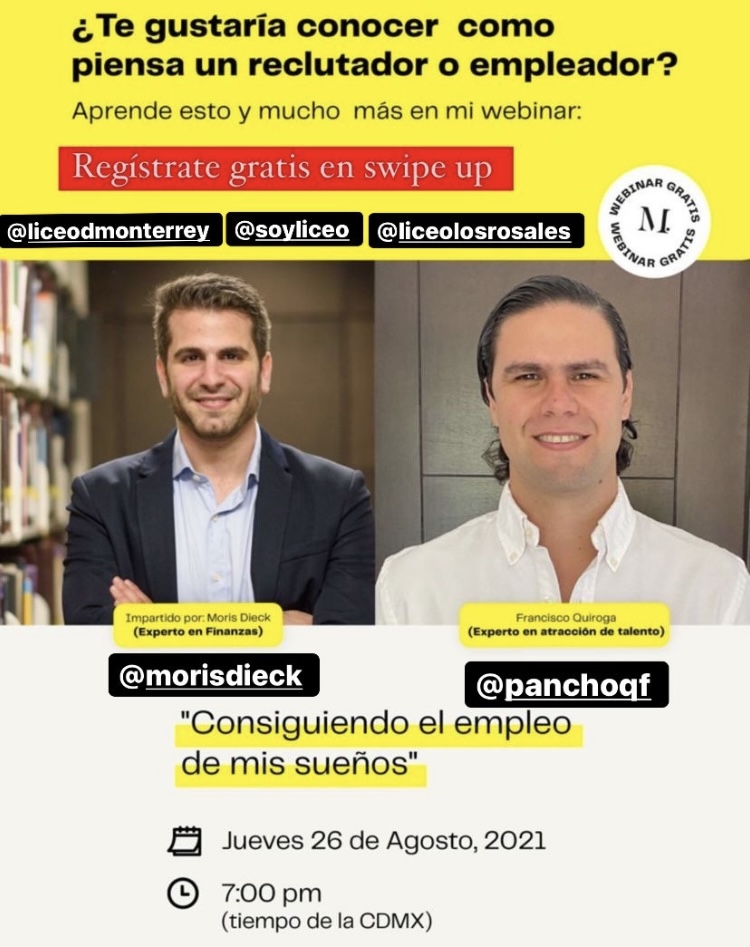 ¿Te gustaría conocer como
piensa un reclutador o empleador?
Aprende esto y mucho más en mi webinar:
Regístrate gratis en swipe up
@liceodmonterrey @soyliceo @liceolosrosales
WEBINAR GRATIS
M.
WEBINAR GRATIS
Impartido por: Moris Dieck
(Experto en Finanzas)
@morisdieck
Francisco Quiroga
(Experto en atracción de talento)
@panchoqf
"Consiguiendo el empleo
de mis sueños"
Jueves 26 de Agosto, 2021
7:00 pm
(tiempo de la CDMX)